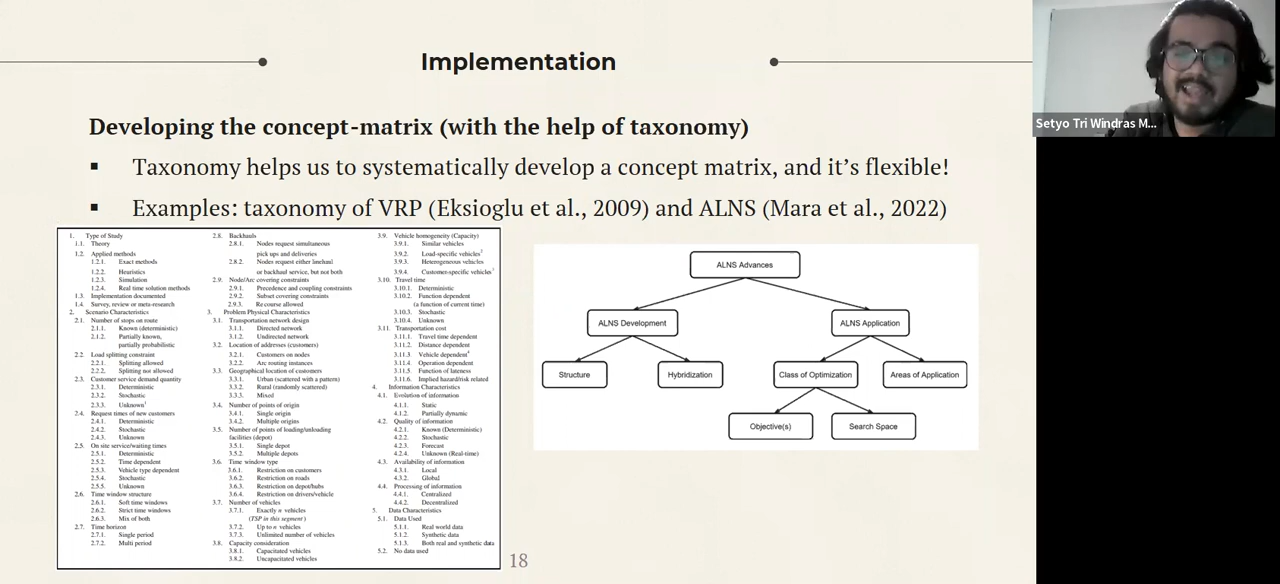 Implementation
Setyo Tri Windras M...
Developing the concept-matrix (with the help of taxonomy)
▪ Taxonomy helps us to systematically develop a concept matrix, and it’s flexible!
▪ Examples: taxonomy of VRP (Eksioglu et al., 2009) and ALNS (Mara et al., 2022)
1. Type of Study
1.1. Theory
1.2. Applied methods
1.2.1. Exact methods
1.2.2. Heuristics
1.2.3. Simulation
1.2.4. Real time solution methods
1.3. Implementation documented
1.4. Survey, review or meta-research
2. Scenario Characteristics
2.1. Number of stops on route
2.1.1. Known (deterministic)
2.1.2. Partially known,
partially probabilistic
2.2. Load splitting constraint
2.2.1. Splitting allowed
2.2.2. Splitting not allowed
2.3. Customer service demand quantity
2.3.1. Deterministic
2.3.2. Stochastic
2.3.3. Unknown¹
2.4. Request times of new customers
2.4.1. Deterministic
2.4.2. Stochastic
2.4.3. Unknown
2.5. On site service/waiting times
2.5.1. Deterministic
2.5.2. Time dependent
2.5.3. Vehicle type dependent
2.5.4. Stochastic
2.5.5. Unknown
2.6. Time window structure
2.6.1. Soft time windows
2.6.2. Strict time windows
2.6.3. Mix of both
2.7. Time horizon
2.7.1. Single period
2.7.2. Multi period
2.8. Backhauls
2.8.1. Nodes request simultaneous
pick ups and deliveries
2.8.2. Nodes request either linehaul
or backhaul service, but not both
2.9. Node/Arc covering constraints
2.9.1. Precedence and coupling constraints
2.9.2. Subset covering constraints
2.9.3. Recourse allowed
3. Problem Physical Characteristics
3.1. Transportation network design
3.1.1. Directed network
3.1.2. Undirected network
3.2. Location of addresses (customers)
3.2.1. Customers on nodes
3.2.2. Arc routing instances
3.3. Geographical location of customers
3.3.1. Urban (scattered with a pattern)
3.3.2. Rural (randomly scattered)
3.3.3. Mixed
3.4. Number of points of origin
3.4.1. Single origin
3.4.2. Multiple origins
3.5. Number of points of loading/unloading
facilities (depot)
3.5.1. Single depot
3.5.2. Multiple depots
3.6. Time window type
3.6.1. Restriction on customers
3.6.2. Restriction on roads
3.6.3. Restriction on depot/hubs
3.6.4. Restriction on drivers/vehicle
3.7. Number of vehicles
3.7.1. Exactly n vehicles
(TSP in this segment)
3.7.2. Up to n vehicles
3.7.3. Unlimited number of vehicles
3.8. Capacity consideration
3.8.1. Capacitated vehicles
3.8.2. Uncapacitated vehicles
3.9. Vehicle homogeneity (Capacity)
3.9.1. Similar vehicles
3.9.2. Load-specific vehicles²
3.9.3. Heterogeneous vehicles
3.9.4. Customer-specific vehicles³
3.10. Travel time
3.10.1. Deterministic
3.10.2. Function dependent
(a function of current time)
3.10.3. Stochastic
3.10.4. Unknown
3.11. Transportation cost
3.11.1. Travel time dependent
3.11.2. Distance dependent
3.11.3 Vehicle dependent⁴
3.11.4. Operation dependent
3.11.5. Function of lateness
3.11.6. Implied hazard/risk related
4. Information Characteristics
4.1. Evolution of information
4.1.1. Static
4.1.2. Partially dynamic
4.2. Quality of information
4.2.1. Known (Deterministic)
4.2.2. Stochastic
4.2.3. Forecast
4.2.4. Unknown (Real-time)
4.3. Availability of information
4.3.1. Local
4.3.2. Global
4.4. Processing of information
4.4.1. Centralized
4.4.2. Decentralized
5. Data Characteristics
5.1. Data Used
5.1.1. Real world data
5.1.2. Synthetic data
5.1.3. Both real and synthetic data
5.2. No data used
ALNS Advances
ALNS Development
ALNS Application
Structure
Hybridization
Class of Optimization
Areas of Application
Objective(s)
Search Space
18